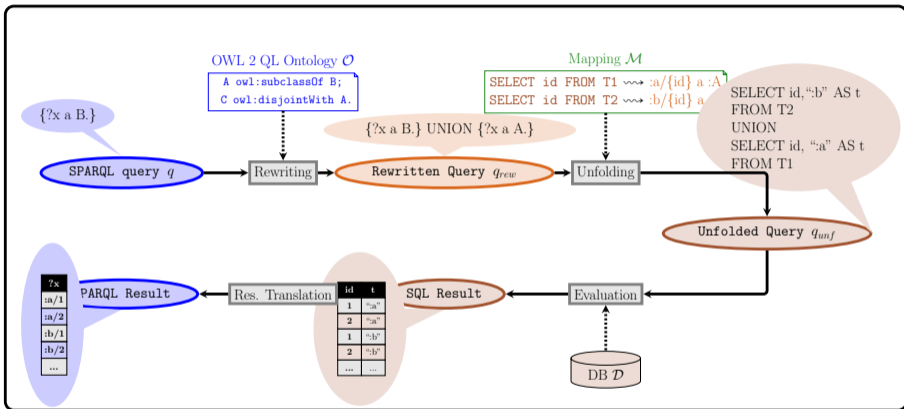 OWL 2 QL Ontology 𝒪
A owl:subclassOf B;
C owl:disjointWith A.
Mapping ℳ
SELECT id FROM T1 ⇝ :a/{id} a :A
SELECT id FROM T2 ⇝ :b/{id} a
SELECT id, “:b” AS t
FROM T2
UNION
SELECT id, “:a” AS t
FROM T1
{?x a B.}
{?x a B.} UNION {?x a A.}
SPARQL query q
Rewriting
Rewritten Query q_rew
Unfolding
Unfolded Query q_unf
?x
:a/1
:a/2
:b/1
:b/2
...
PARQL Result
Res. Translation
id t
1 “:a”
2 “:a”
1 “:b”
2 “:b”
... ...
SQL Result
Evaluation
DB 𝒟